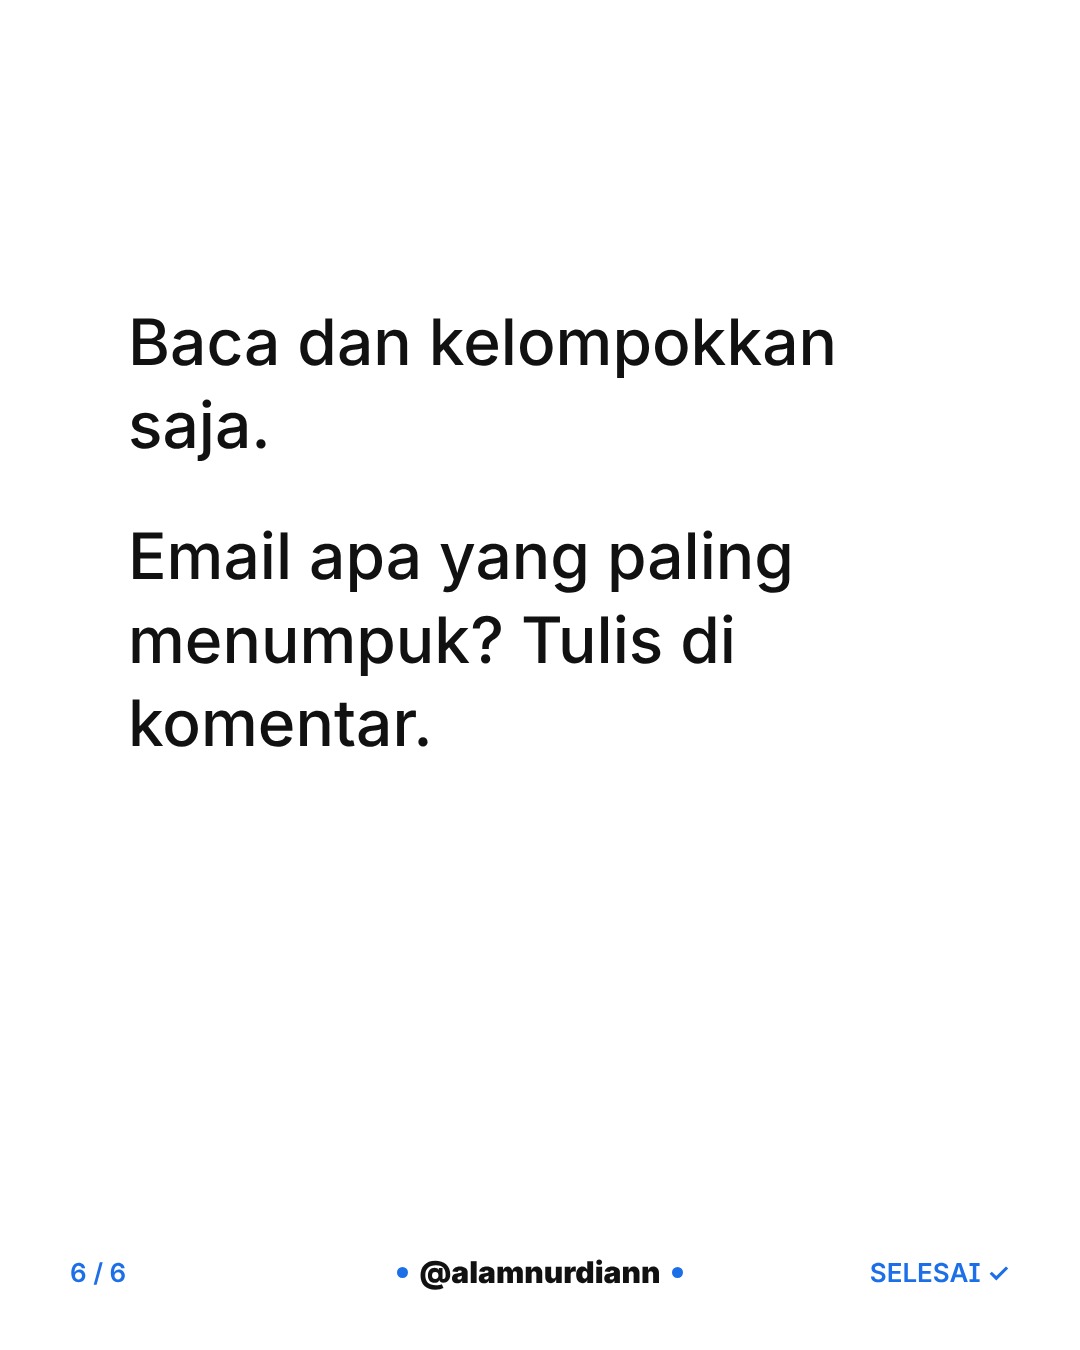 Baca dan kelompokkan
saja.
Email apa yang paling
menumpuk? Tulis di
komentar.
6 / 6
• @alamnurdiann •
SELESAI ✓